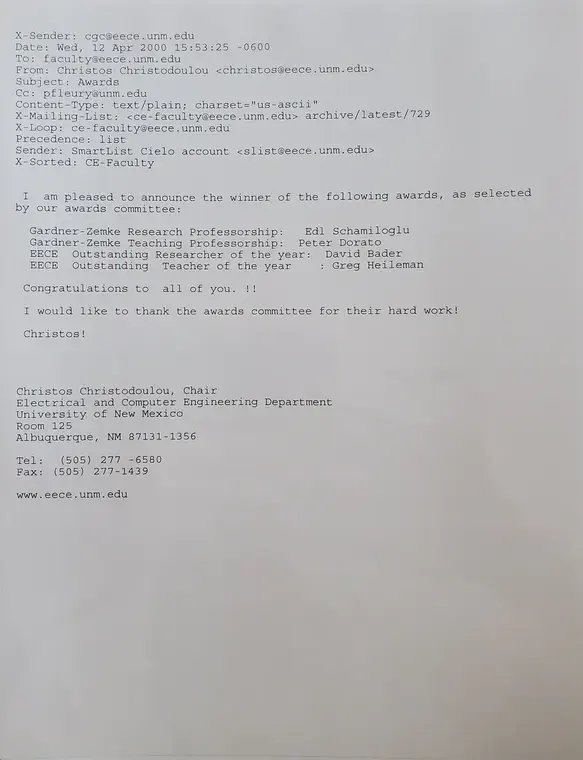 X-Sender: cgc@eece.unm.edu
Date: Wed, 12 Apr 2000 15:53:25 -0600
To: faculty@eece.unm.edu
From: Christos Christodoulou <christos@eece.unm.edu>
Subject: Awards
Cc: pfleury@unm.edu
Content-Type: text/plain; charset="us-ascii"
X-Mailing-List: <ce-faculty@eece.unm.edu> archive/latest/729
X-Loop: ce-faculty@eece.unm.edu
Precedence: list
Sender: SmartList Cielo account <slist@eece.unm.edu>
X-Sorted: CE-Faculty
I am pleased to announce the winner of the following awards, as selected
by our awards committee:
Gardner-Zemke Research Professorship: Edl Schamiloglu
Gardner-Zemke Teaching Professorship: Peter Dorato
EECE Outstanding Researcher of the year: David Bader
EECE Outstanding Teacher of the year : Greg Heileman
Congratulations to all of you. !!
I would like to thank the awards committee for their hard work!
Christos!
Christos Christodoulou, Chair
Electrical and Computer Engineering Department
University of New Mexico
Room 125
Albuquerque, NM 87131-1356
Tel: (505) 277 -6580
Fax: (505) 277-1439
www.eece.unm.edu